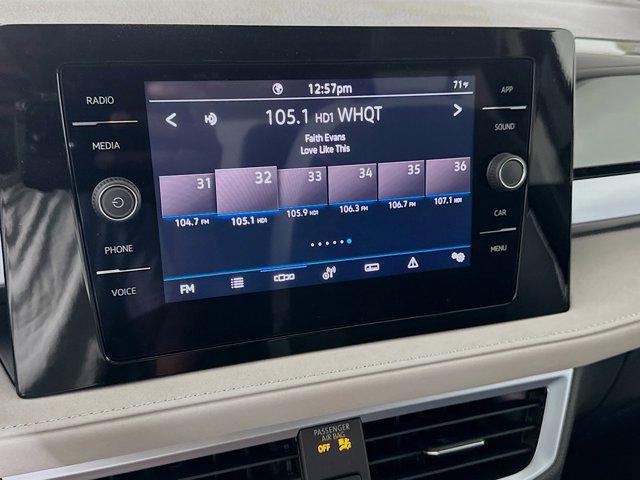 RADIO
MEDIA
PHONE
VOICE
12:57pm
71°F
105.1 HD1 WHQT
Faith Evans
Love Like This
31 32 33 34 35 36
104.7 FM 105.1 HD1 105.9 HD1 106.3 FM 106.7 FM 107.1 HD1
FM
APP
SOUND
CAR
MENU
PASSENGER
AIR BAG
OFF